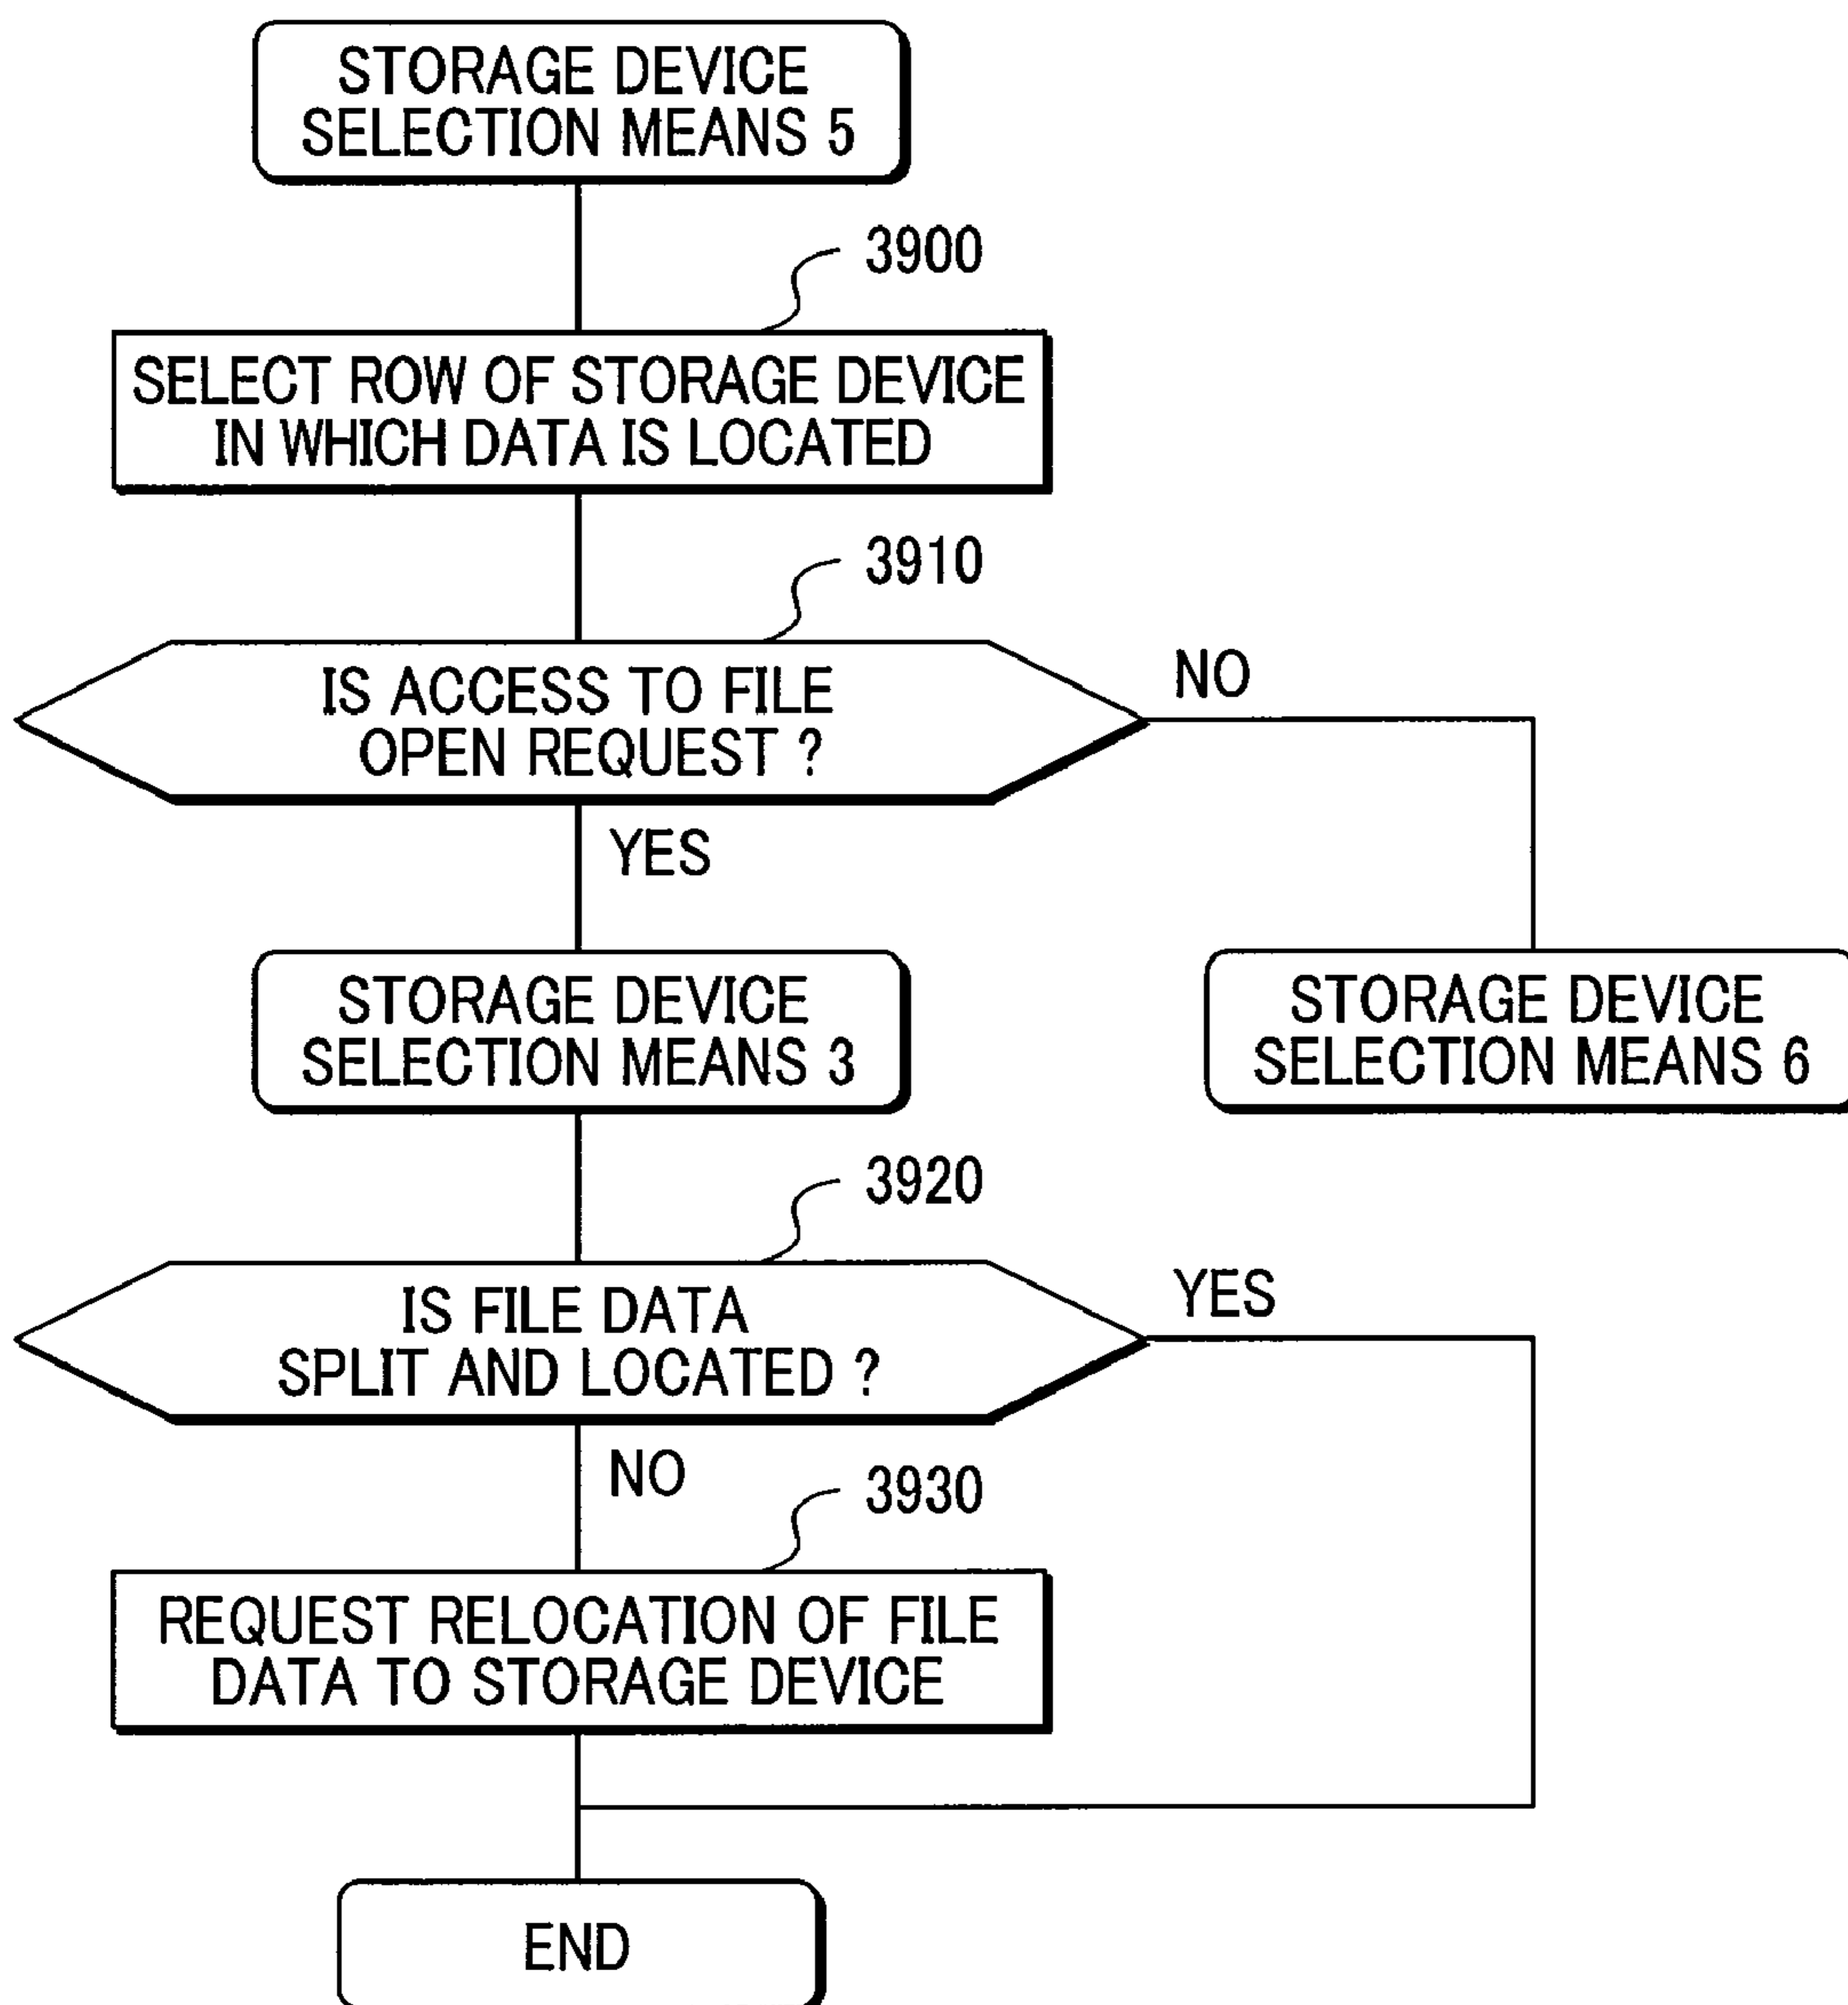 STORAGE DEVICE
SELECTION MEANS 5
3900
SELECT ROW OF STORAGE DEVICE
IN WHICH DATA IS LOCATED
3910
IS ACCESS TO FILE
OPEN REQUEST ?
NO
YES
STORAGE DEVICE
SELECTION MEANS 3
STORAGE DEVICE
SELECTION MEANS 6
3920
IS FILE DATA
SPLIT AND LOCATED ?
YES
NO
3930
REQUEST RELOCATION OF FILE
DATA TO STORAGE DEVICE
END